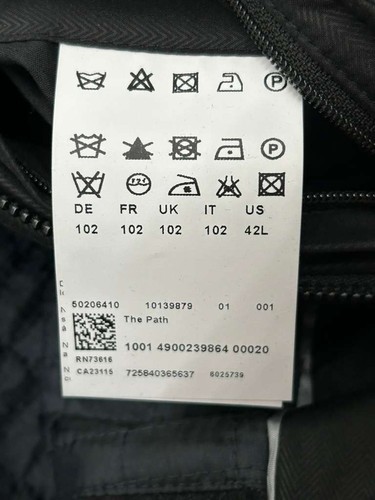 P
P
DE FR UK IT US
102 102 102 102 42L
50206410 10139879 01 001
The Path
1001 4900239864 00020
RN73616
CA23115 725840365637 6025739